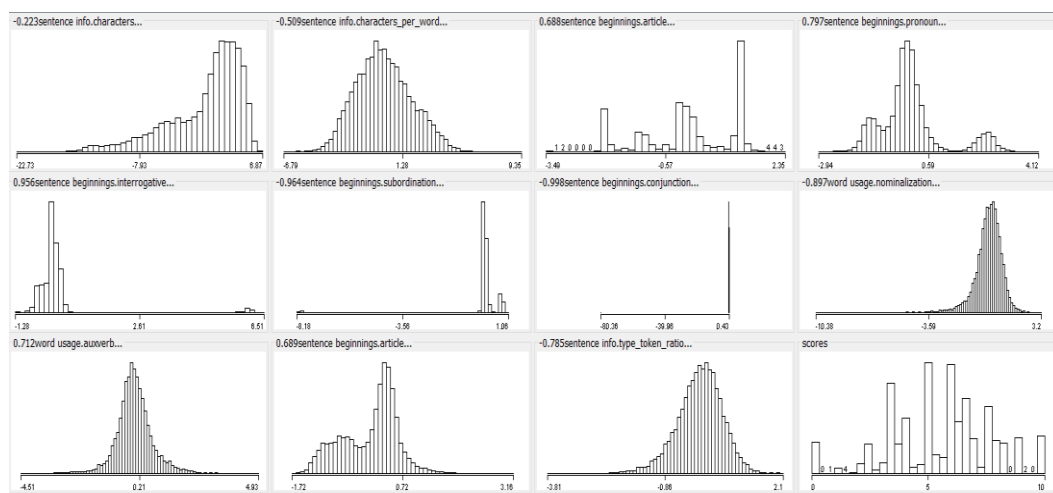 -0.223sentence info.characters...
-0.509sentence info.characters_per_word...
0.688sentence beginnings.article...
0.797sentence beginnings.pronoun...
1 2 0 0 0 0 0
4 4 3
-22.73 -7.93 6.87
-6.79 1.28 9.35
-3.49 -0.57 2.35
-2.94 0.59 4.12
0.956sentence beginnings.interrogative...
-0.964sentence beginnings.subordination...
-0.998sentence beginnings.conjunction...
-0.897word usage.nominalization...
-1.28 2.61 6.51
-8.18 -3.56 1.06
-80.36 -39.96 0.43
-10.38 -3.59 3.2
0.712word usage.auxverb...
0.689sentence beginnings.article...
-0.785sentence info.type_token_ratio...
scores
0 1 4
0 2 0
-4.51 0.21 4.93
-1.72 0.72 3.16
-3.81 -0.86 2.1
0 5 10